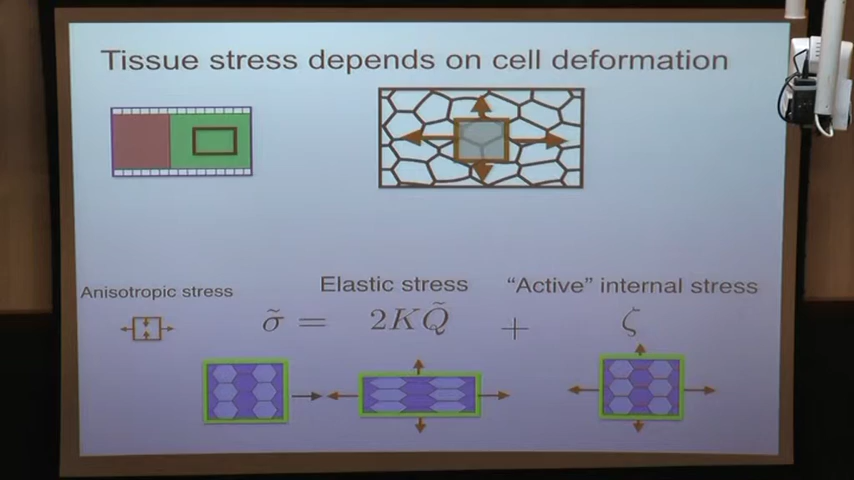 Tissue stress depends on cell deformation
Anisotropic stress
Elastic stress
“Active” internal stress
σ̃ = 2KQ̃ + ζ